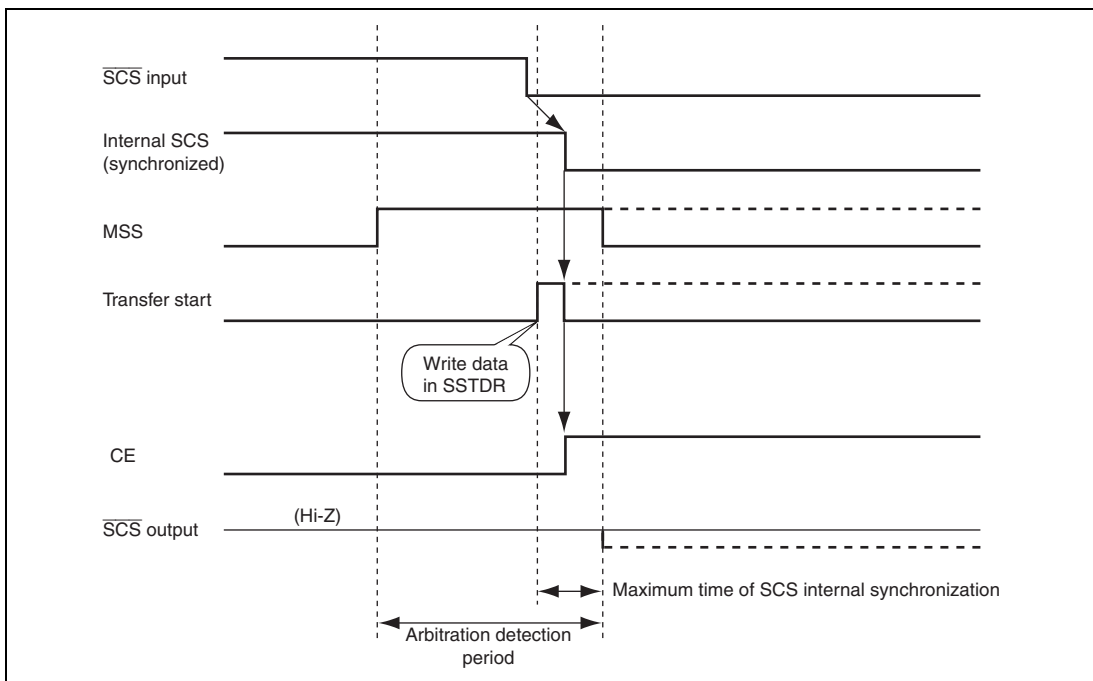 SCS input
Internal SCS
(synchronized)
MSS
Transfer start
Write data
in SSTDR
CE
(Hi-Z)
SCS output
Maximum time of SCS internal synchronization
Arbitration detection
period